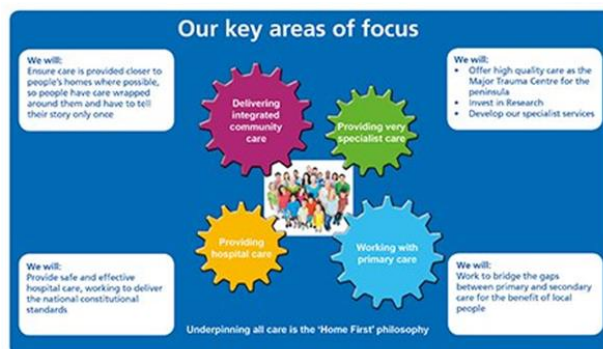 Our key areas of focus
We will:
Ensure care is provided closer to
people's homes where possible,
so people have care wrapped
around them and have to tell
their story only once
Delivering
integrated
community
care
Providing very
specialist care
We will:
• Offer high quality care as the
Major Trauma Centre for the
peninsula
• Invest in Research
• Develop our specialist services
Providing
hospital care
Working with
primary care
We will:
Provide safe and effective
hospital care, working to deliver
the national constitutional
standards
We will:
Work to bridge the gaps
between primary and secondary
care for the benefit of local
people
Underpinning all care is the 'Home First' philosophy